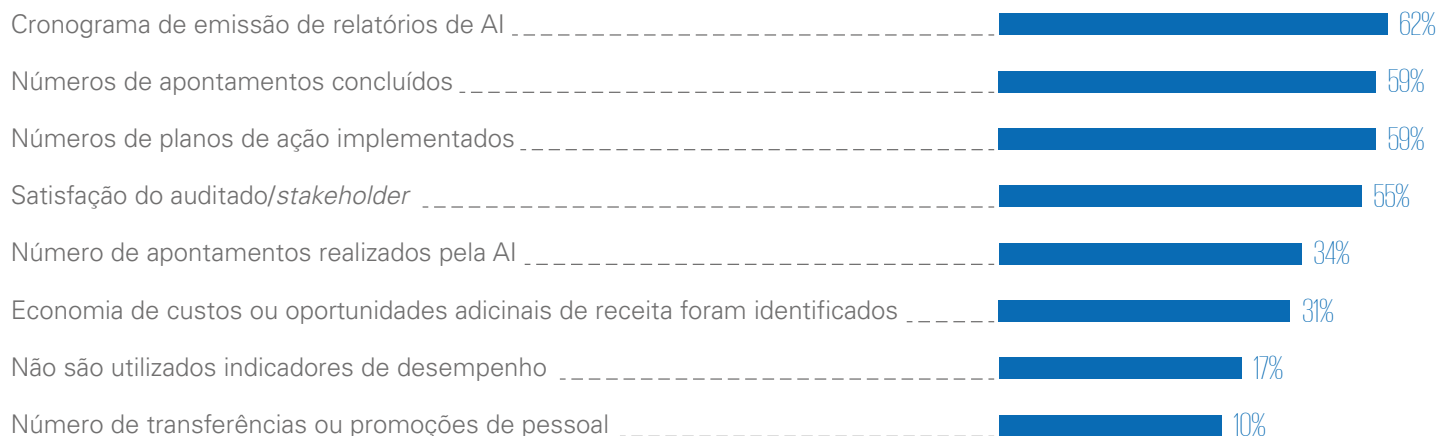 Cronograma de emissão de relatórios de AI 62%
Números de apontamentos concluídos 59%
Números de planos de ação implementados 59%
Satisfação do auditado/stakeholder 55%
Número de apontamentos realizados pela AI 34%
Economia de custos ou oportunidades adicinais de receita foram identificados 31%
Não são utilizados indicadores de desempenho 17%
Número de transferências ou promoções de pessoal 10%